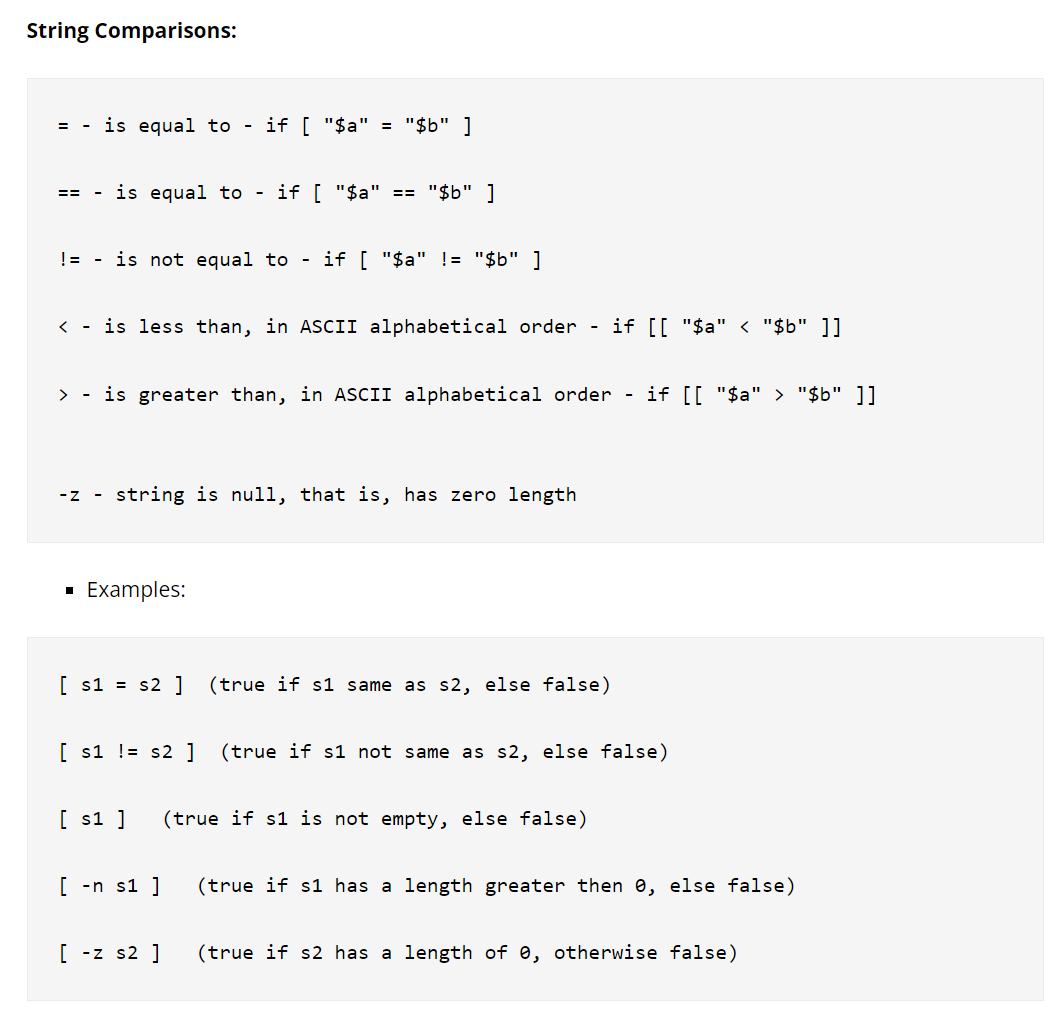 String Comparisons:
= - is equal to - if [ "$a" = "$b" ]
== - is equal to - if [ "$a" == "$b" ]
!= - is not equal to - if [ "$a" != "$b" ]
< - is less than, in ASCII alphabetical order - if [[ "$a" < "$b" ]]
> - is greater than, in ASCII alphabetical order - if [[ "$a" > "$b" ]]
-z - string is null, that is, has zero length
▪ Examples:
[ s1 = s2 ]  (true if s1 same as s2, else false)
[ s1 != s2 ]  (true if s1 not same as s2, else false)
[ s1 ]   (true if s1 is not empty, else false)
[ -n s1 ]   (true if s1 has a length greater then 0, else false)
[ -z s2 ]   (true if s2 has a length of 0, otherwise false)